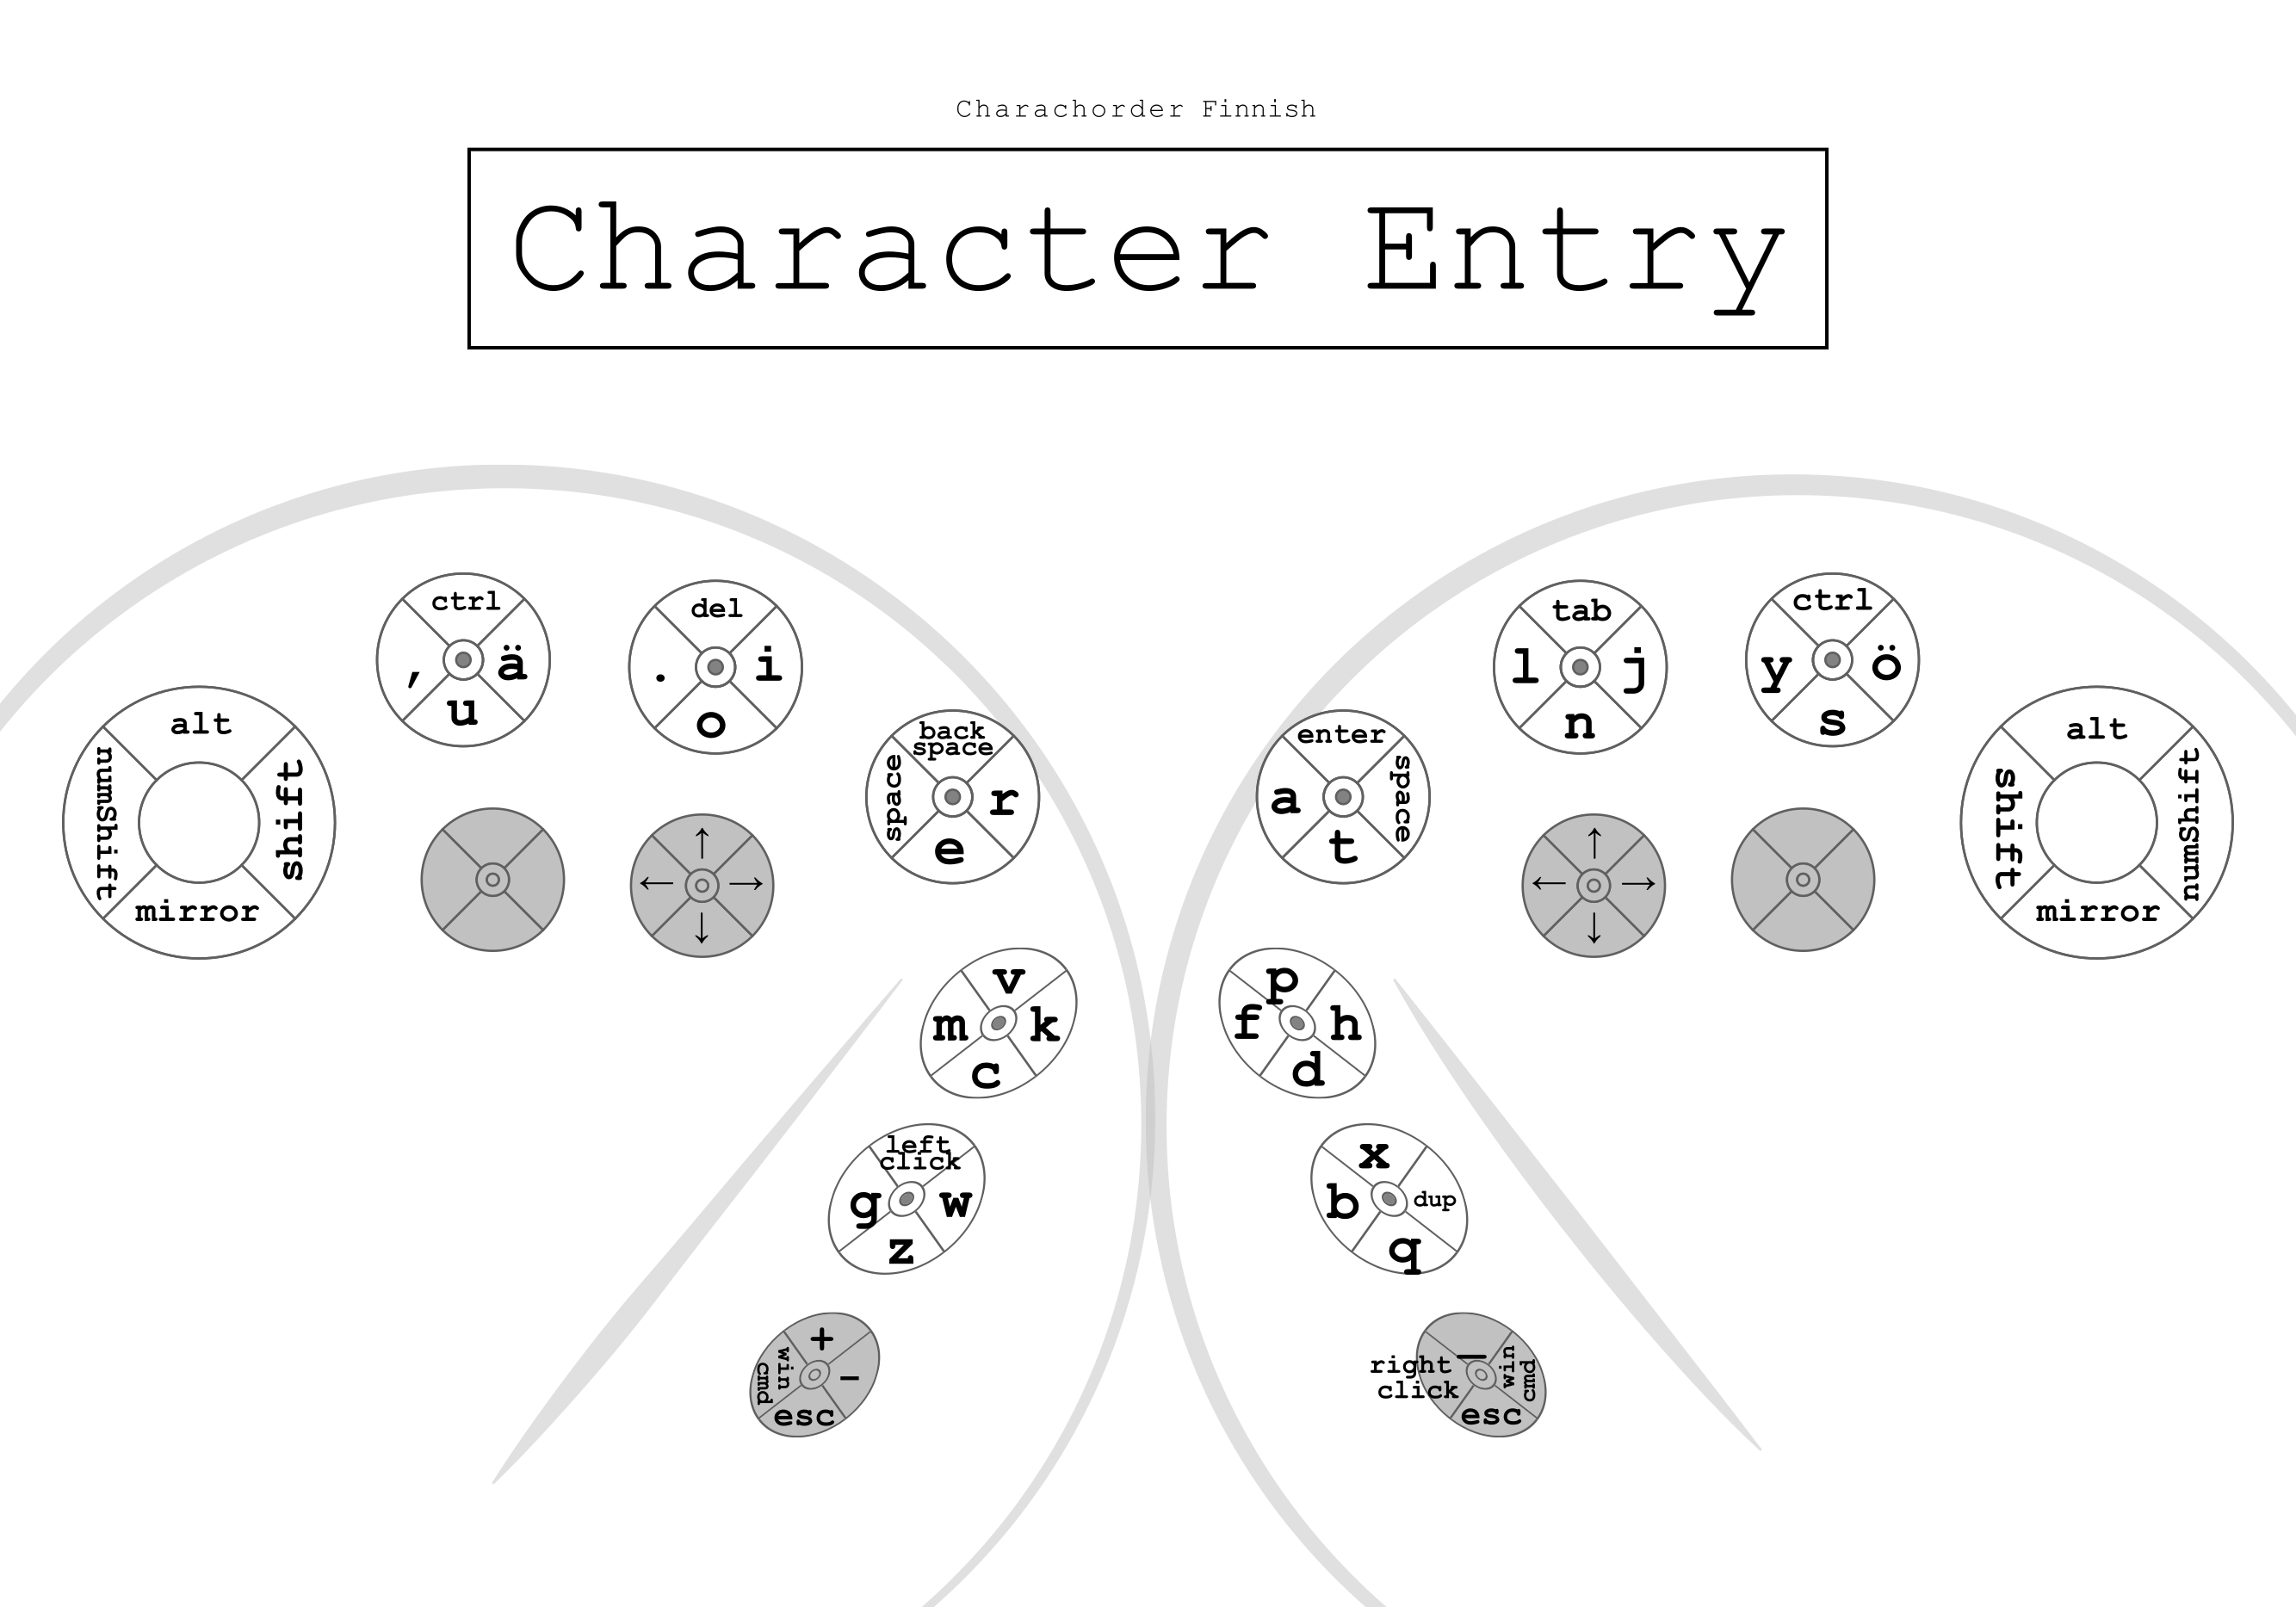 Charachorder Finnish
Character Entry
ctrl
, ä
u
del
. i
o
tab
l j
n
ctrl
y ö
s
alt
numShift
shift
mirror
back
space
space
r
e
enter
a
space
t
alt
shift
numShift
mirror
↑
← →
↓
↑
← →
↓
v
m k
c
p
f h
d
left
click
g w
z
x
b dup
q
+
win
cmd
-
esc
right
click
_
win
cmd
esc